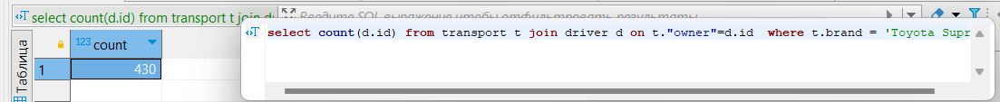 select count(d.id) from transport t join d
Введите SQL выражение чтобы отфильтровать результаты
select count(d.id) from transport t join driver d on t."owner"=d.id where t.brand = 'Toyota Supr
Таблица
123 count
1 430